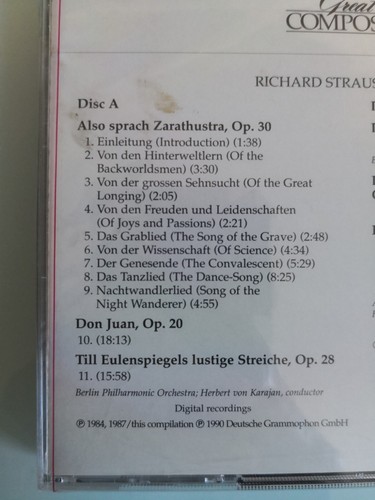 Great
COMPOS
RICHARD STRAUS
Disc A
Also sprach Zarathustra, Op. 30
1. Einleitung (Introduction) (1:38)
2. Von den Hinterweltlern (Of the
Backworldsmen) (3:30)
3. Von der grossen Sehnsucht (Of the Great
Longing) (2:05)
4. Von den Freuden und Leidenschaften
(Of Joys and Passions) (2:21)
5. Das Grablied (The Song of the Grave) (2:48)
6. Von der Wissenschaft (Of Science) (4:34)
7. Der Genesende (The Convalescent) (5:29)
8. Das Tanzlied (The Dance-Song) (8:25)
9. Nachtwandlerlied (Song of the
Night Wanderer) (4:55)
Don Juan, Op. 20
10. (18:13)
Till Eulenspiegels lustige Streiche, Op. 28
11. (15:58)
Berlin Philharmonic Orchestra; Herbert von Karajan, conductor
Digital recordings
℗ 1984, 1987/this compilation ℗ 1990 Deutsche Grammophon GmbH